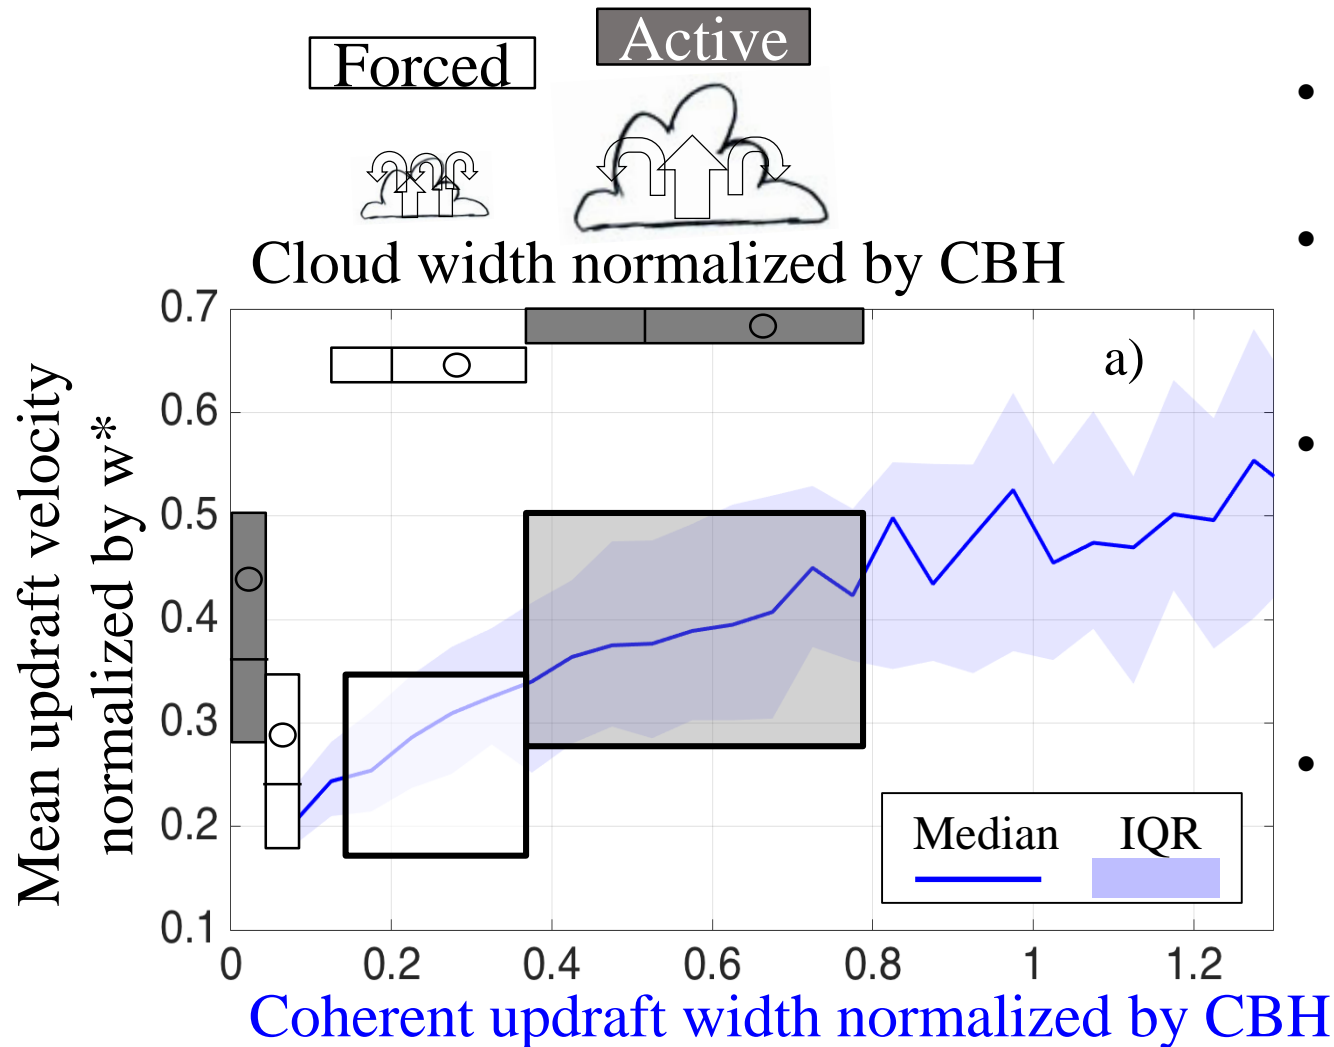 Forced
Active
•
•
Cloud width normalized by CBH
a)
•
•
Mean updraft velocity
normalized by w*
0.7
0.6
0.5
0.4
0.3
0.2
0.1
Median IQR
0 0.2 0.4 0.6 0.8 1 1.2
Coherent updraft width normalized by CBH